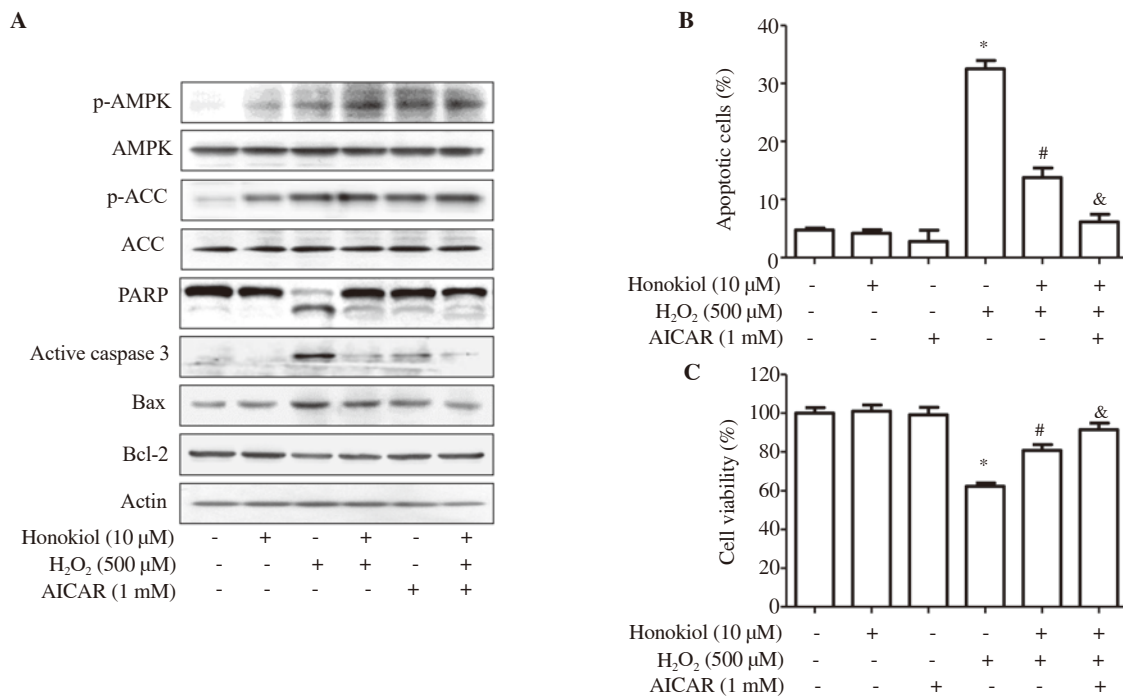 A
p-AMPK
AMPK
p-ACC
ACC
PARP
Active caspase 3
Bax
Bcl-2
Actin
Honokiol (10 μM) - + - + - +
H₂O₂ (500 μM) - - + + - +
AICAR (1 mM) - - - - + +
B
Apoptotic cells (%)
40
30
20
10
0
*
#
&
Honokiol (10 μM) - + - - + +
H₂O₂ (500 μM) - - - + + +
AICAR (1 mM) - - + - - +
C
Cell viability (%)
120
100
80
60
40
20
0
*
#
&
Honokiol (10 μM) - + - - + +
H₂O₂ (500 μM) - - - + + +
AICAR (1 mM) - - + - - +